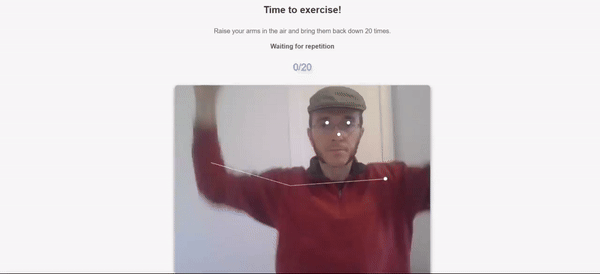 Time to exercise!
Raise your arms in the air and bring them back down 20 times.
Waiting for repetition
0/20